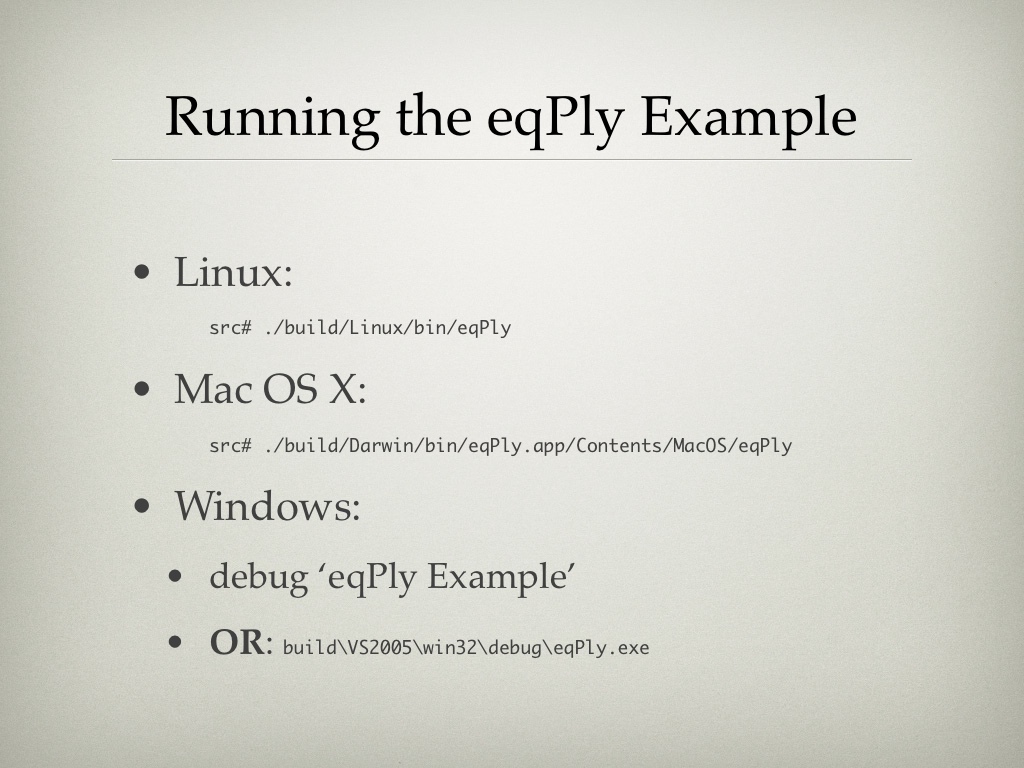 Running the eqPly Example
• Linux:
src# ./build/Linux/bin/eqPly
• Mac OS X:
src# ./build/Darwin/bin/eqPly.app/Contents/MacOS/eqPly
• Windows:
• debug ‘eqPly Example’
• OR: build\VS2005\win32\debug\eqPly.exe